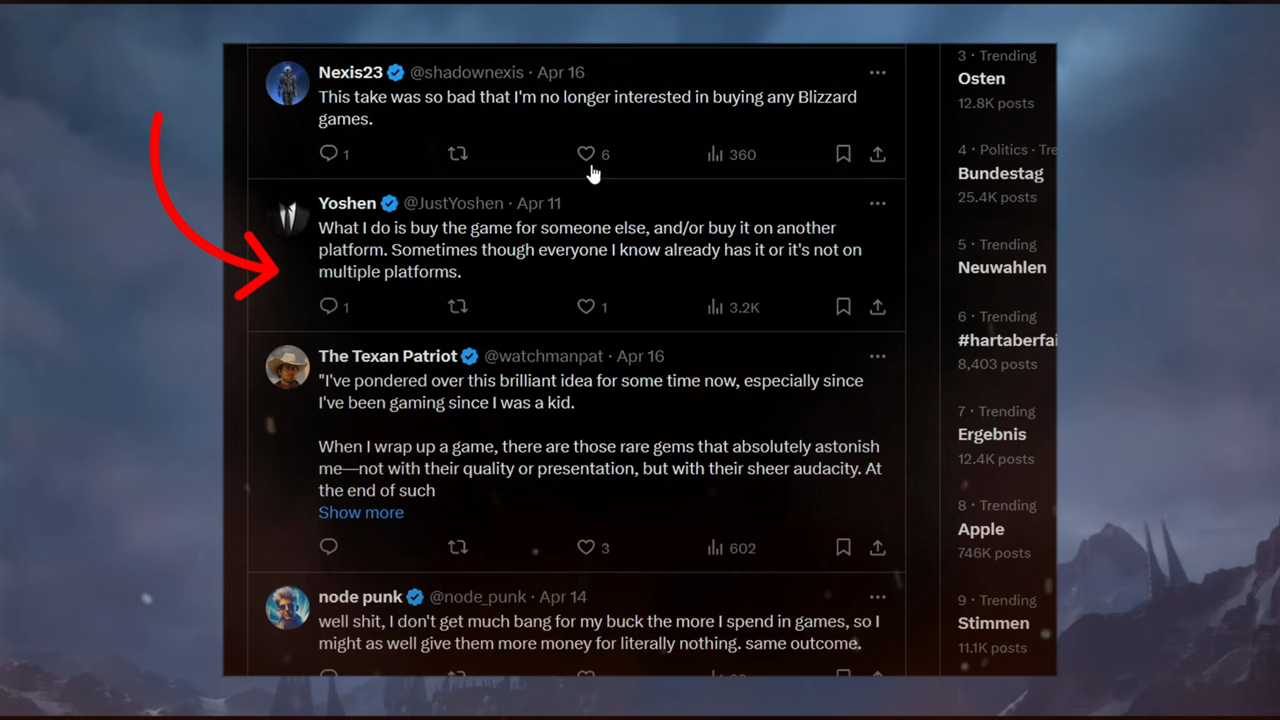 Nexis23 @shadownexis · Apr 16
This take was so bad that I'm no longer interested in buying any Blizzard
games.
1 6 360
Yoshen @JustYoshen · Apr 11
What I do is buy the game for someone else, and/or buy it on another
platform. Sometimes though everyone I know already has it or it's not on
multiple platforms.
1 1 3.2K
The Texan Patriot @watchmanpat · Apr 16
"I've pondered over this brilliant idea for some time now, especially since
I've been gaming since I was a kid.
When I wrap up a game, there are those rare gems that absolutely astonish
me—not with their quality or presentation, but with their sheer audacity. At
the end of such
Show more
3 602
node punk @node_punk · Apr 14
well shit, I don't get much bang for my buck the more I spend in games, so I
might as well give them more money for literally nothing. same outcome.
3 · Trending
Osten
12.8K posts
4 · Politics · Tre
Bundestag
25.4K posts
5 · Trending
Neuwahlen
6 · Trending
#hartaberfai
8,403 posts
7 · Trending
Ergebnis
12.4K posts
8 · Trending
Apple
746K posts
9 · Trending
Stimmen
11.1K posts